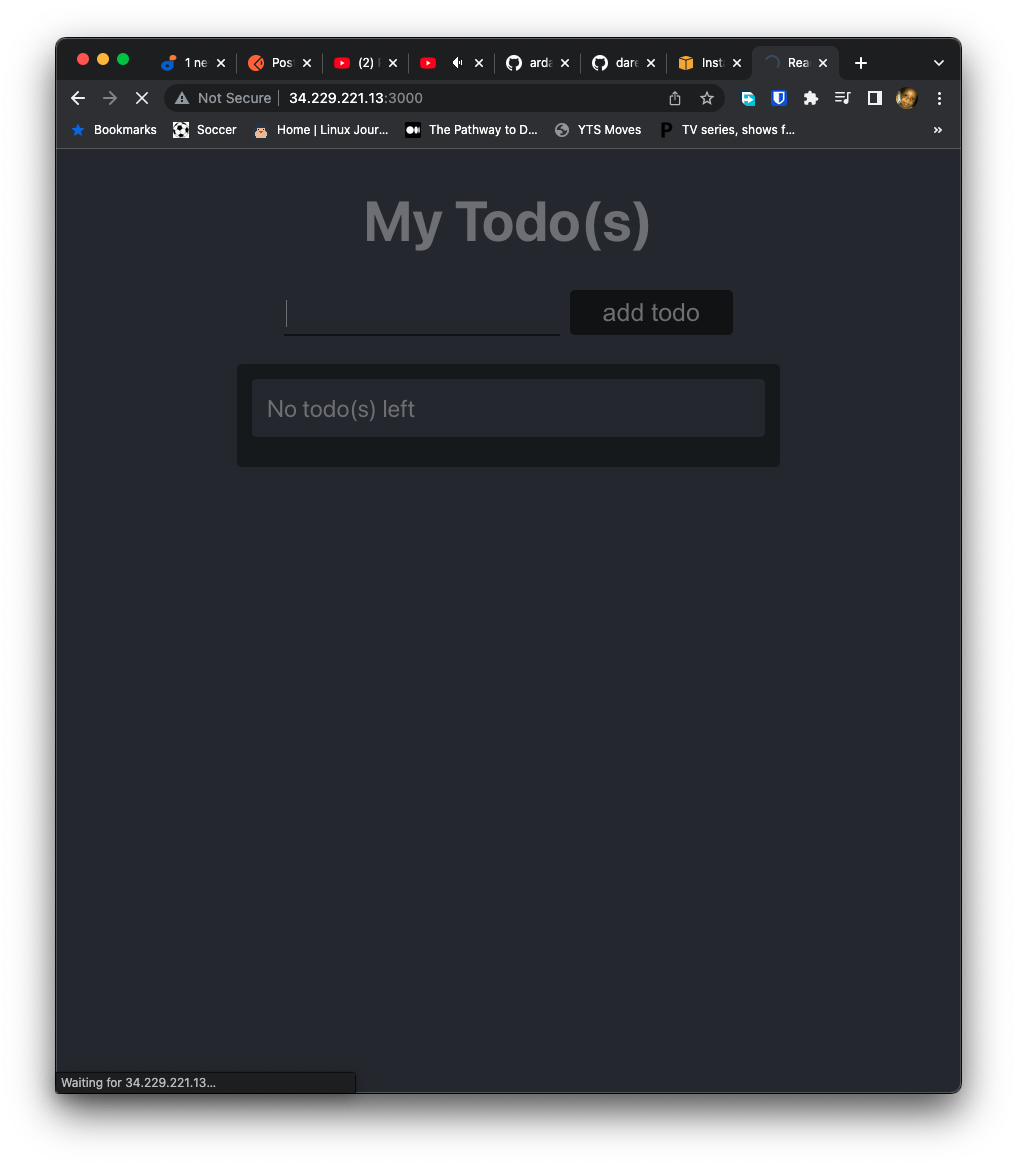 1 ne
Pos
(2)
arda
dare
Inst
Rea
Not Secure 34.229.221.13:3000
Bookmarks Soccer Home | Linux Jour... The Pathway to D... YTS Moves P TV series, shows f... »
My Todo(s)
add todo
No todo(s) left
Waiting for 34.229.221.13...